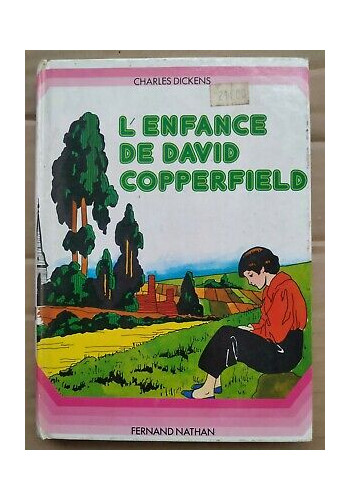 CHARLES DICKENS
L'ENFANCE
DE DAVID
COPPERFIELD
FERNAND NATHAN